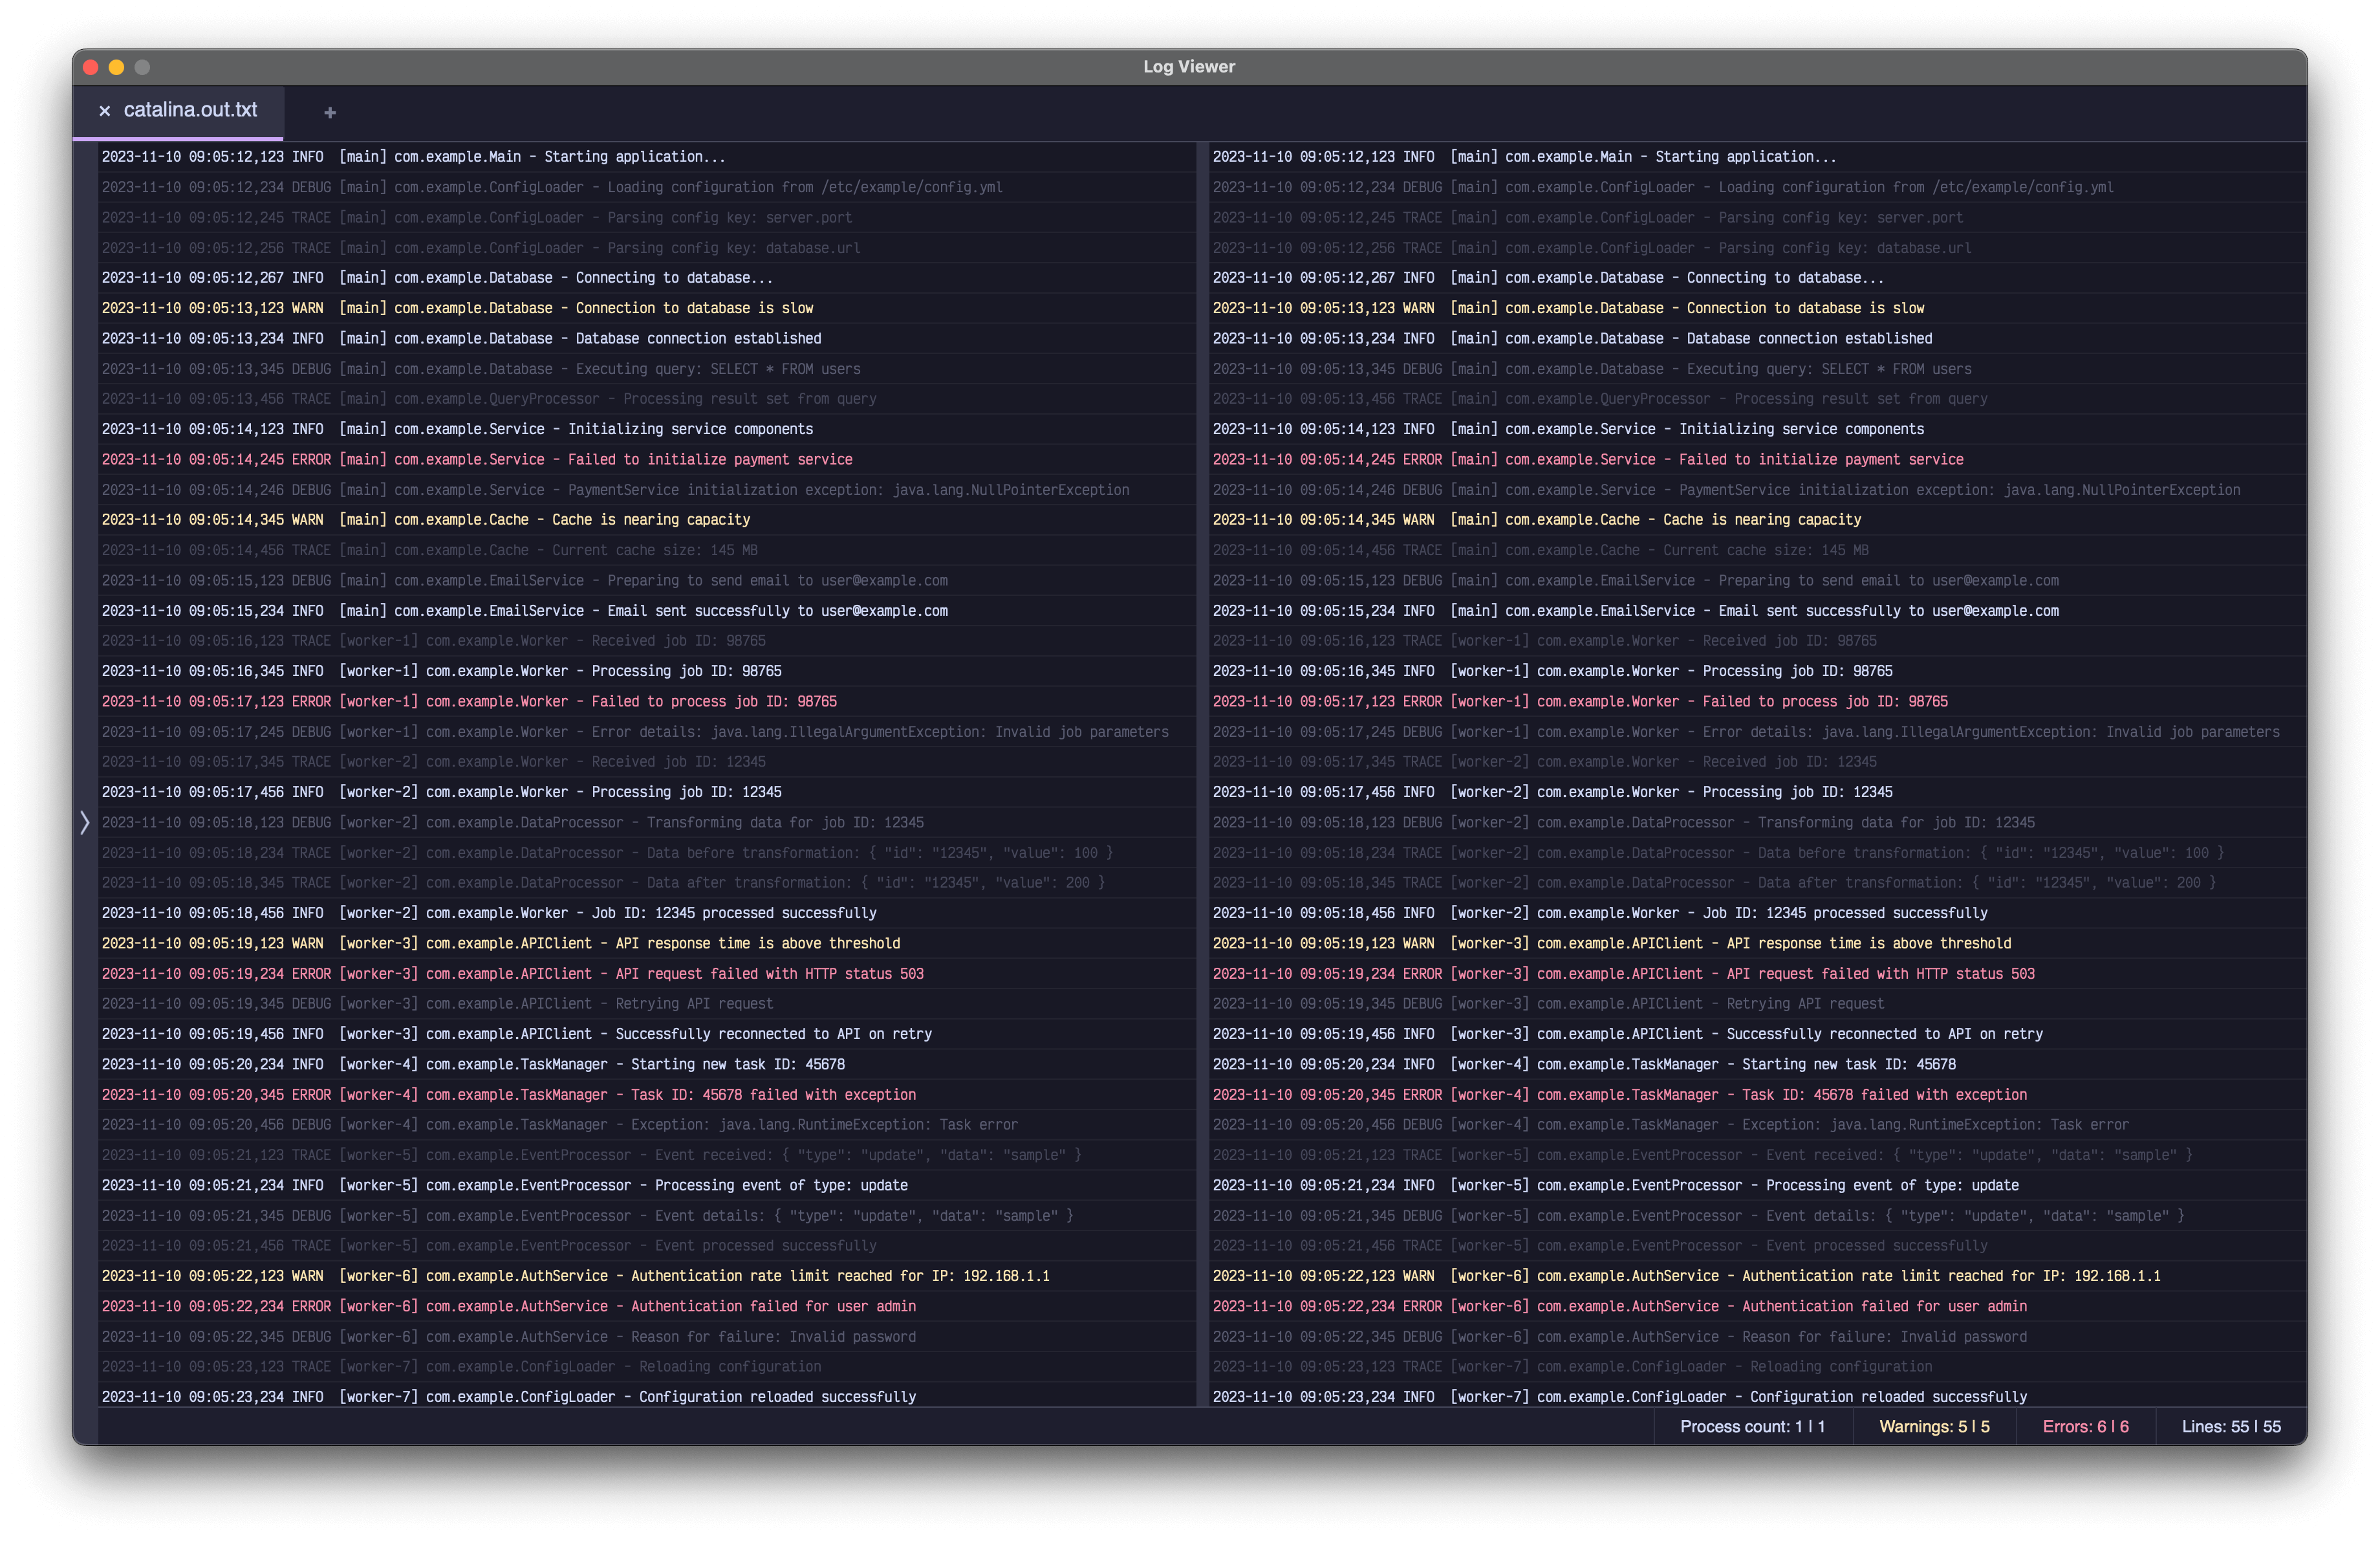 Log Viewer
× catalina.out.txt +
2023-11-10 09:05:12,123 INFO  [main] com.example.Main - Starting application...
2023-11-10 09:05:12,234 DEBUG [main] com.example.ConfigLoader - Loading configuration from /etc/example/config.yml
2023-11-10 09:05:12,245 TRACE [main] com.example.ConfigLoader - Parsing config key: server.port
2023-11-10 09:05:12,256 TRACE [main] com.example.ConfigLoader - Parsing config key: database.url
2023-11-10 09:05:12,267 INFO  [main] com.example.Database - Connecting to database...
2023-11-10 09:05:13,123 WARN  [main] com.example.Database - Connection to database is slow
2023-11-10 09:05:13,234 INFO  [main] com.example.Database - Database connection established
2023-11-10 09:05:13,345 DEBUG [main] com.example.Database - Executing query: SELECT * FROM users
2023-11-10 09:05:13,456 TRACE [main] com.example.QueryProcessor - Processing result set from query
2023-11-10 09:05:14,123 INFO  [main] com.example.Service - Initializing service components
2023-11-10 09:05:14,245 ERROR [main] com.example.Service - Failed to initialize payment service
2023-11-10 09:05:14,246 DEBUG [main] com.example.Service - PaymentService initialization exception: java.lang.NullPointerException
2023-11-10 09:05:14,345 WARN  [main] com.example.Cache - Cache is nearing capacity
2023-11-10 09:05:14,456 TRACE [main] com.example.Cache - Current cache size: 145 MB
2023-11-10 09:05:15,123 DEBUG [main] com.example.EmailService - Preparing to send email to user@example.com
2023-11-10 09:05:15,234 INFO  [main] com.example.EmailService - Email sent successfully to user@example.com
2023-11-10 09:05:16,123 TRACE [worker-1] com.example.Worker - Received job ID: 98765
2023-11-10 09:05:16,345 INFO  [worker-1] com.example.Worker - Processing job ID: 98765
2023-11-10 09:05:17,123 ERROR [worker-1] com.example.Worker - Failed to process job ID: 98765
2023-11-10 09:05:17,245 DEBUG [worker-1] com.example.Worker - Error details: java.lang.IllegalArgumentException: Invalid job parameters
2023-11-10 09:05:17,345 TRACE [worker-2] com.example.Worker - Received job ID: 12345
2023-11-10 09:05:17,456 INFO  [worker-2] com.example.Worker - Processing job ID: 12345
2023-11-10 09:05:18,123 DEBUG [worker-2] com.example.DataProcessor - Transforming data for job ID: 12345
2023-11-10 09:05:18,234 TRACE [worker-2] com.example.DataProcessor - Data before transformation: { "id": "12345", "value": 100 }
2023-11-10 09:05:18,345 TRACE [worker-2] com.example.DataProcessor - Data after transformation: { "id": "12345", "value": 200 }
2023-11-10 09:05:18,456 INFO  [worker-2] com.example.Worker - Job ID: 12345 processed successfully
2023-11-10 09:05:19,123 WARN  [worker-3] com.example.APIClient - API response time is above threshold
2023-11-10 09:05:19,234 ERROR [worker-3] com.example.APIClient - API request failed with HTTP status 503
2023-11-10 09:05:19,345 DEBUG [worker-3] com.example.APIClient - Retrying API request
2023-11-10 09:05:19,456 INFO  [worker-3] com.example.APIClient - Successfully reconnected to API on retry
2023-11-10 09:05:20,234 INFO  [worker-4] com.example.TaskManager - Starting new task ID: 45678
2023-11-10 09:05:20,345 ERROR [worker-4] com.example.TaskManager - Task ID: 45678 failed with exception
2023-11-10 09:05:20,456 DEBUG [worker-4] com.example.TaskManager - Exception: java.lang.RuntimeException: Task error
2023-11-10 09:05:21,123 TRACE [worker-5] com.example.EventProcessor - Event received: { "type": "update", "data": "sample" }
2023-11-10 09:05:21,234 INFO  [worker-5] com.example.EventProcessor - Processing event of type: update
2023-11-10 09:05:21,345 DEBUG [worker-5] com.example.EventProcessor - Event details: { "type": "update", "data": "sample" }
2023-11-10 09:05:21,456 TRACE [worker-5] com.example.EventProcessor - Event processed successfully
2023-11-10 09:05:22,123 WARN  [worker-6] com.example.AuthService - Authentication rate limit reached for IP: 192.168.1.1
2023-11-10 09:05:22,234 ERROR [worker-6] com.example.AuthService - Authentication failed for user admin
2023-11-10 09:05:22,345 DEBUG [worker-6] com.example.AuthService - Reason for failure: Invalid password
2023-11-10 09:05:23,123 TRACE [worker-7] com.example.ConfigLoader - Reloading configuration
2023-11-10 09:05:23,234 INFO  [worker-7] com.example.ConfigLoader - Configuration reloaded successfully
2023-11-10 09:05:12,123 INFO  [main] com.example.Main - Starting application...
2023-11-10 09:05:12,234 DEBUG [main] com.example.ConfigLoader - Loading configuration from /etc/example/config.yml
2023-11-10 09:05:12,245 TRACE [main] com.example.ConfigLoader - Parsing config key: server.port
2023-11-10 09:05:12,256 TRACE [main] com.example.ConfigLoader - Parsing config key: database.url
2023-11-10 09:05:12,267 INFO  [main] com.example.Database - Connecting to database...
2023-11-10 09:05:13,123 WARN  [main] com.example.Database - Connection to database is slow
2023-11-10 09:05:13,234 INFO  [main] com.example.Database - Database connection established
2023-11-10 09:05:13,345 DEBUG [main] com.example.Database - Executing query: SELECT * FROM users
2023-11-10 09:05:13,456 TRACE [main] com.example.QueryProcessor - Processing result set from query
2023-11-10 09:05:14,123 INFO  [main] com.example.Service - Initializing service components
2023-11-10 09:05:14,245 ERROR [main] com.example.Service - Failed to initialize payment service
2023-11-10 09:05:14,246 DEBUG [main] com.example.Service - PaymentService initialization exception: java.lang.NullPointerException
2023-11-10 09:05:14,345 WARN  [main] com.example.Cache - Cache is nearing capacity
2023-11-10 09:05:14,456 TRACE [main] com.example.Cache - Current cache size: 145 MB
2023-11-10 09:05:15,123 DEBUG [main] com.example.EmailService - Preparing to send email to user@example.com
2023-11-10 09:05:15,234 INFO  [main] com.example.EmailService - Email sent successfully to user@example.com
2023-11-10 09:05:16,123 TRACE [worker-1] com.example.Worker - Received job ID: 98765
2023-11-10 09:05:16,345 INFO  [worker-1] com.example.Worker - Processing job ID: 98765
2023-11-10 09:05:17,123 ERROR [worker-1] com.example.Worker - Failed to process job ID: 98765
2023-11-10 09:05:17,245 DEBUG [worker-1] com.example.Worker - Error details: java.lang.IllegalArgumentException: Invalid job parameters
2023-11-10 09:05:17,345 TRACE [worker-2] com.example.Worker - Received job ID: 12345
2023-11-10 09:05:17,456 INFO  [worker-2] com.example.Worker - Processing job ID: 12345
2023-11-10 09:05:18,123 DEBUG [worker-2] com.example.DataProcessor - Transforming data for job ID: 12345
2023-11-10 09:05:18,234 TRACE [worker-2] com.example.DataProcessor - Data before transformation: { "id": "12345", "value": 100 }
2023-11-10 09:05:18,345 TRACE [worker-2] com.example.DataProcessor - Data after transformation: { "id": "12345", "value": 200 }
2023-11-10 09:05:18,456 INFO  [worker-2] com.example.Worker - Job ID: 12345 processed successfully
2023-11-10 09:05:19,123 WARN  [worker-3] com.example.APIClient - API response time is above threshold
2023-11-10 09:05:19,234 ERROR [worker-3] com.example.APIClient - API request failed with HTTP status 503
2023-11-10 09:05:19,345 DEBUG [worker-3] com.example.APIClient - Retrying API request
2023-11-10 09:05:19,456 INFO  [worker-3] com.example.APIClient - Successfully reconnected to API on retry
2023-11-10 09:05:20,234 INFO  [worker-4] com.example.TaskManager - Starting new task ID: 45678
2023-11-10 09:05:20,345 ERROR [worker-4] com.example.TaskManager - Task ID: 45678 failed with exception
2023-11-10 09:05:20,456 DEBUG [worker-4] com.example.TaskManager - Exception: java.lang.RuntimeException: Task error
2023-11-10 09:05:21,123 TRACE [worker-5] com.example.EventProcessor - Event received: { "type": "update", "data": "sample" }
2023-11-10 09:05:21,234 INFO  [worker-5] com.example.EventProcessor - Processing event of type: update
2023-11-10 09:05:21,345 DEBUG [worker-5] com.example.EventProcessor - Event details: { "type": "update", "data": "sample" }
2023-11-10 09:05:21,456 TRACE [worker-5] com.example.EventProcessor - Event processed successfully
2023-11-10 09:05:22,123 WARN  [worker-6] com.example.AuthService - Authentication rate limit reached for IP: 192.168.1.1
2023-11-10 09:05:22,234 ERROR [worker-6] com.example.AuthService - Authentication failed for user admin
2023-11-10 09:05:22,345 DEBUG [worker-6] com.example.AuthService - Reason for failure: Invalid password
2023-11-10 09:05:23,123 TRACE [worker-7] com.example.ConfigLoader - Reloading configuration
2023-11-10 09:05:23,234 INFO  [worker-7] com.example.ConfigLoader - Configuration reloaded successfully
Process count: 1 | 1 Warnings: 5 | 5 Errors: 6 | 6 Lines: 55 | 55